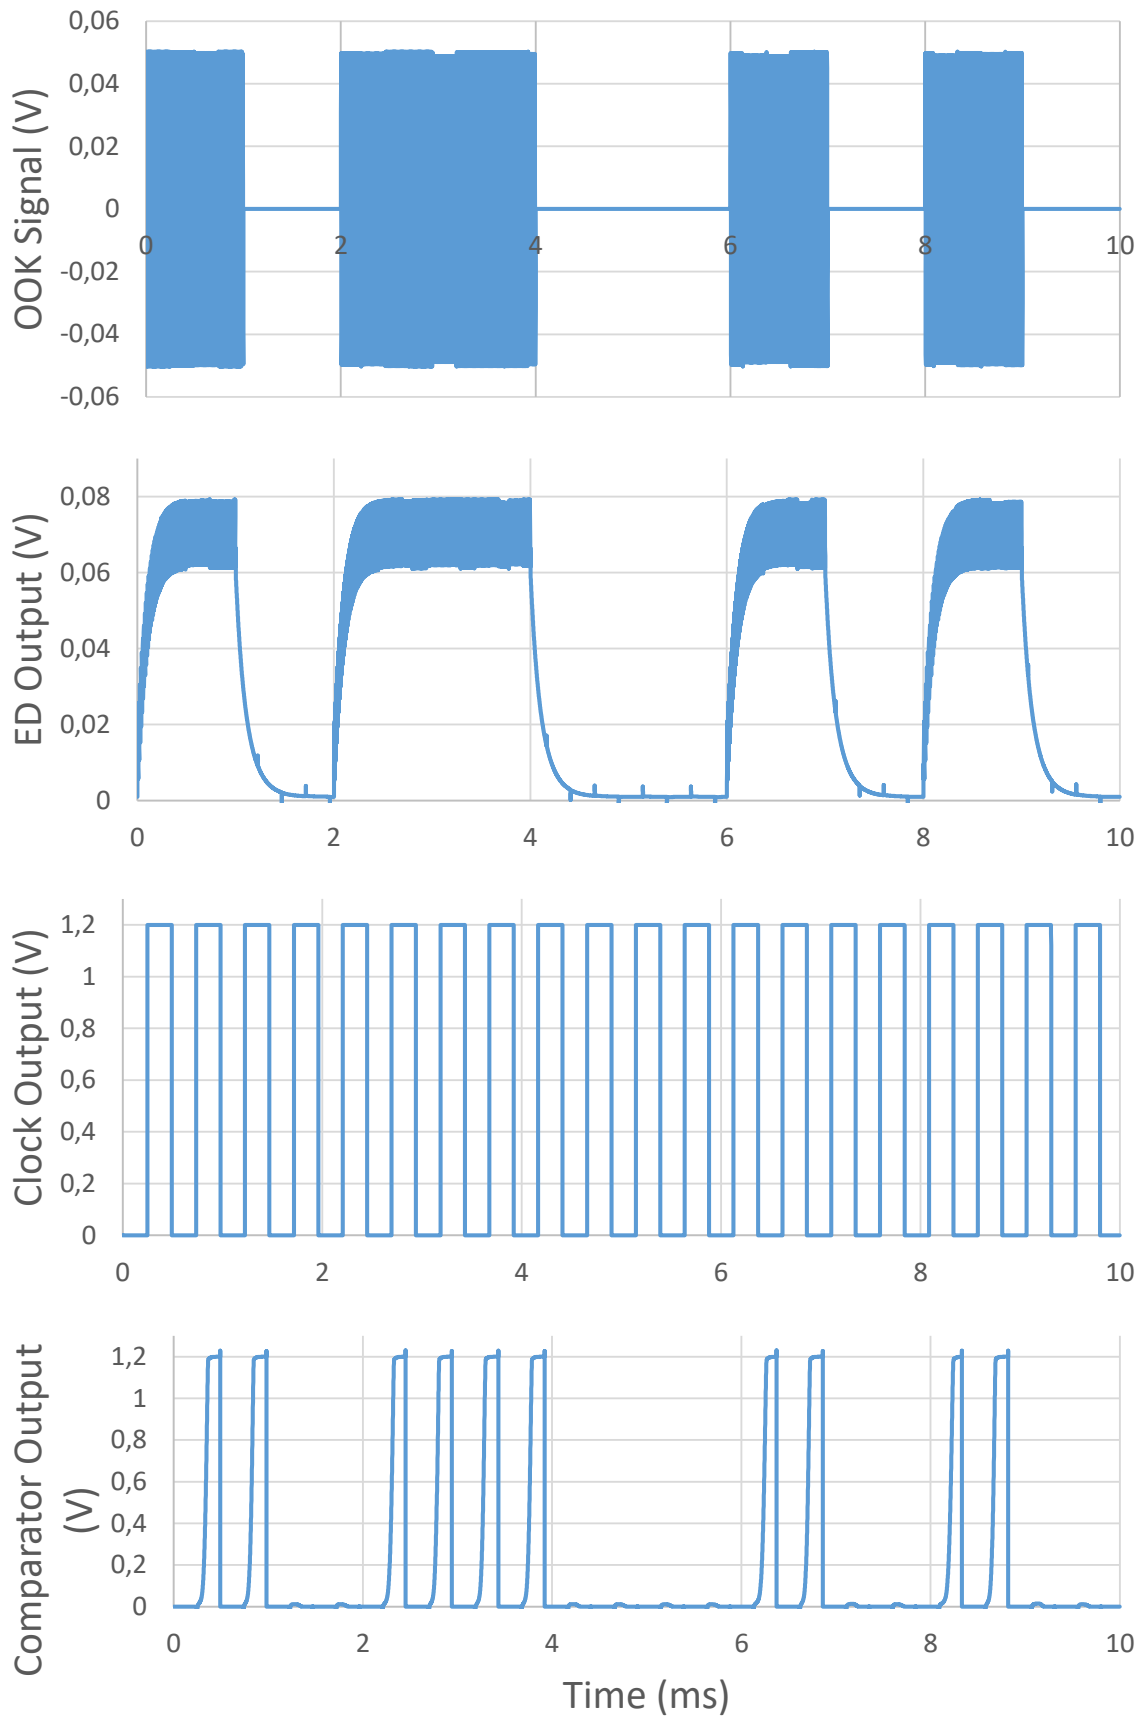 OOK Signal (V)
0,06
0,04
0,02
0
-0,02
-0,04
-0,06
0 2 4 6 8 10
ED Output (V)
0,08
0,06
0,04
0,02
0
0 2 4 6 8 10
Clock Output (V)
1,2
1
0,8
0,6
0,4
0,2
0
0 2 4 6 8 10
Comparator Output
(V)
1,2
1
0,8
0,6
0,4
0,2
0
0 2 4 6 8 10
Time (ms)